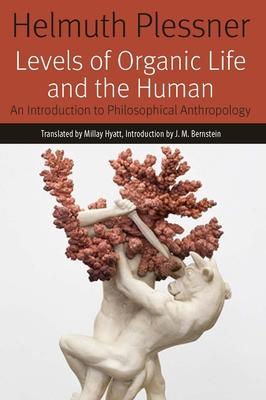 Helmuth Plessner
Levels of Organic Life
and the Human
An Introduction to Philosophical Anthropology
Translated by Millay Hyatt, Introduction by J. M. Bernstein